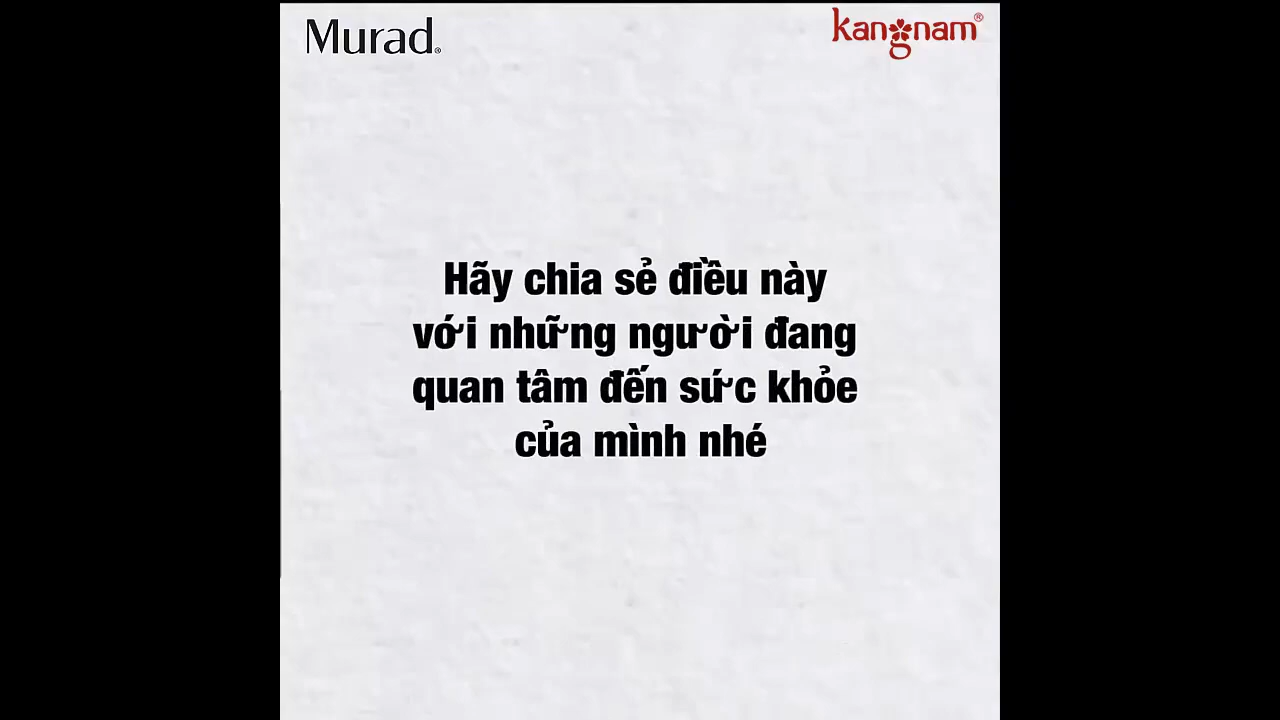 Murad®
kangnam®
Hãy chia sẻ điều này
với những người đang
quan tâm đến sức khỏe
của mình nhé